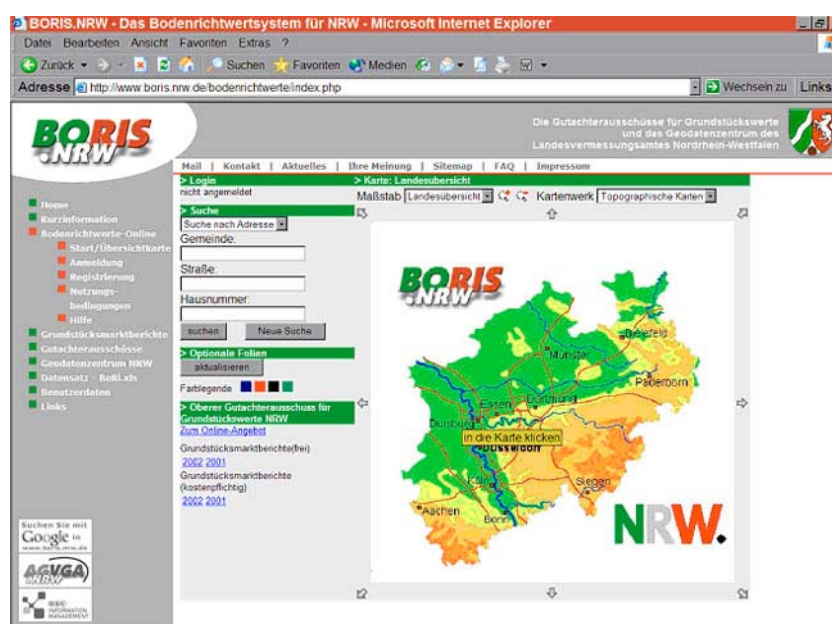 BORIS.NRW - Das Bodenrichtwertsystem für NRW - Microsoft Internet Explorer
Datei Bearbeiten Ansicht Favoriten Extras ?
Zurück Suchen Favoriten Medien
Adresse http://www.boris.nrw.de/bodenrichtwerte/index.php Wechseln zu Links
BORIS
.NRW
Die Gutachterausschüsse für Grundstückswerte
und das Geodatenzentrum des
Landesvermessungsamtes Nordrhein-Westfalen
Mail | Kontakt | Aktuelles | Ihre Meinung | Sitemap | FAQ | Impressum
Home
Kurzinformation
Bodenrichtwerte-Online
Start/Übersichtkarte
Anmeldung
Registrierung
Nutzungs-
bedingungen
Hilfe
Grundstücksmarktberichte
Gutachterausschüsse
Geodatenzentrum NRW
Datensatz - BoRi.xls
Benutzerdaten
Links
Suchen Sie mit
Google in
www.boris.nrw.de
AGVGA
.NRW
INFORMATION
MANAGEMENT
> Login
nicht angemeldet
> Suche
Suche nach Adresse
Gemeinde:
Straße:
Hausnummer:
suchen Neue Suche
> Optionale Folien
aktualisieren
Farblegende
> Oberer Gutachterausschuss für
Grundstückswerte NRW
Zum Online-Angebot
Grundstücksmarktberichte(frei)
2002 2001
Grundstücksmarktberichte
(kostenpflichtig)
2002 2001
> Karte: Landesübersicht
Maßstab Landesübersicht Kartenwerk Topographische Karten
BORIS
.NRW
Bielefeld
Münster
Paderborn
Essen Dortmund
Duisburg
in die Karte klicken
Düsseldorf
Köln
Siegen
Aachen
Bonn
NRW.